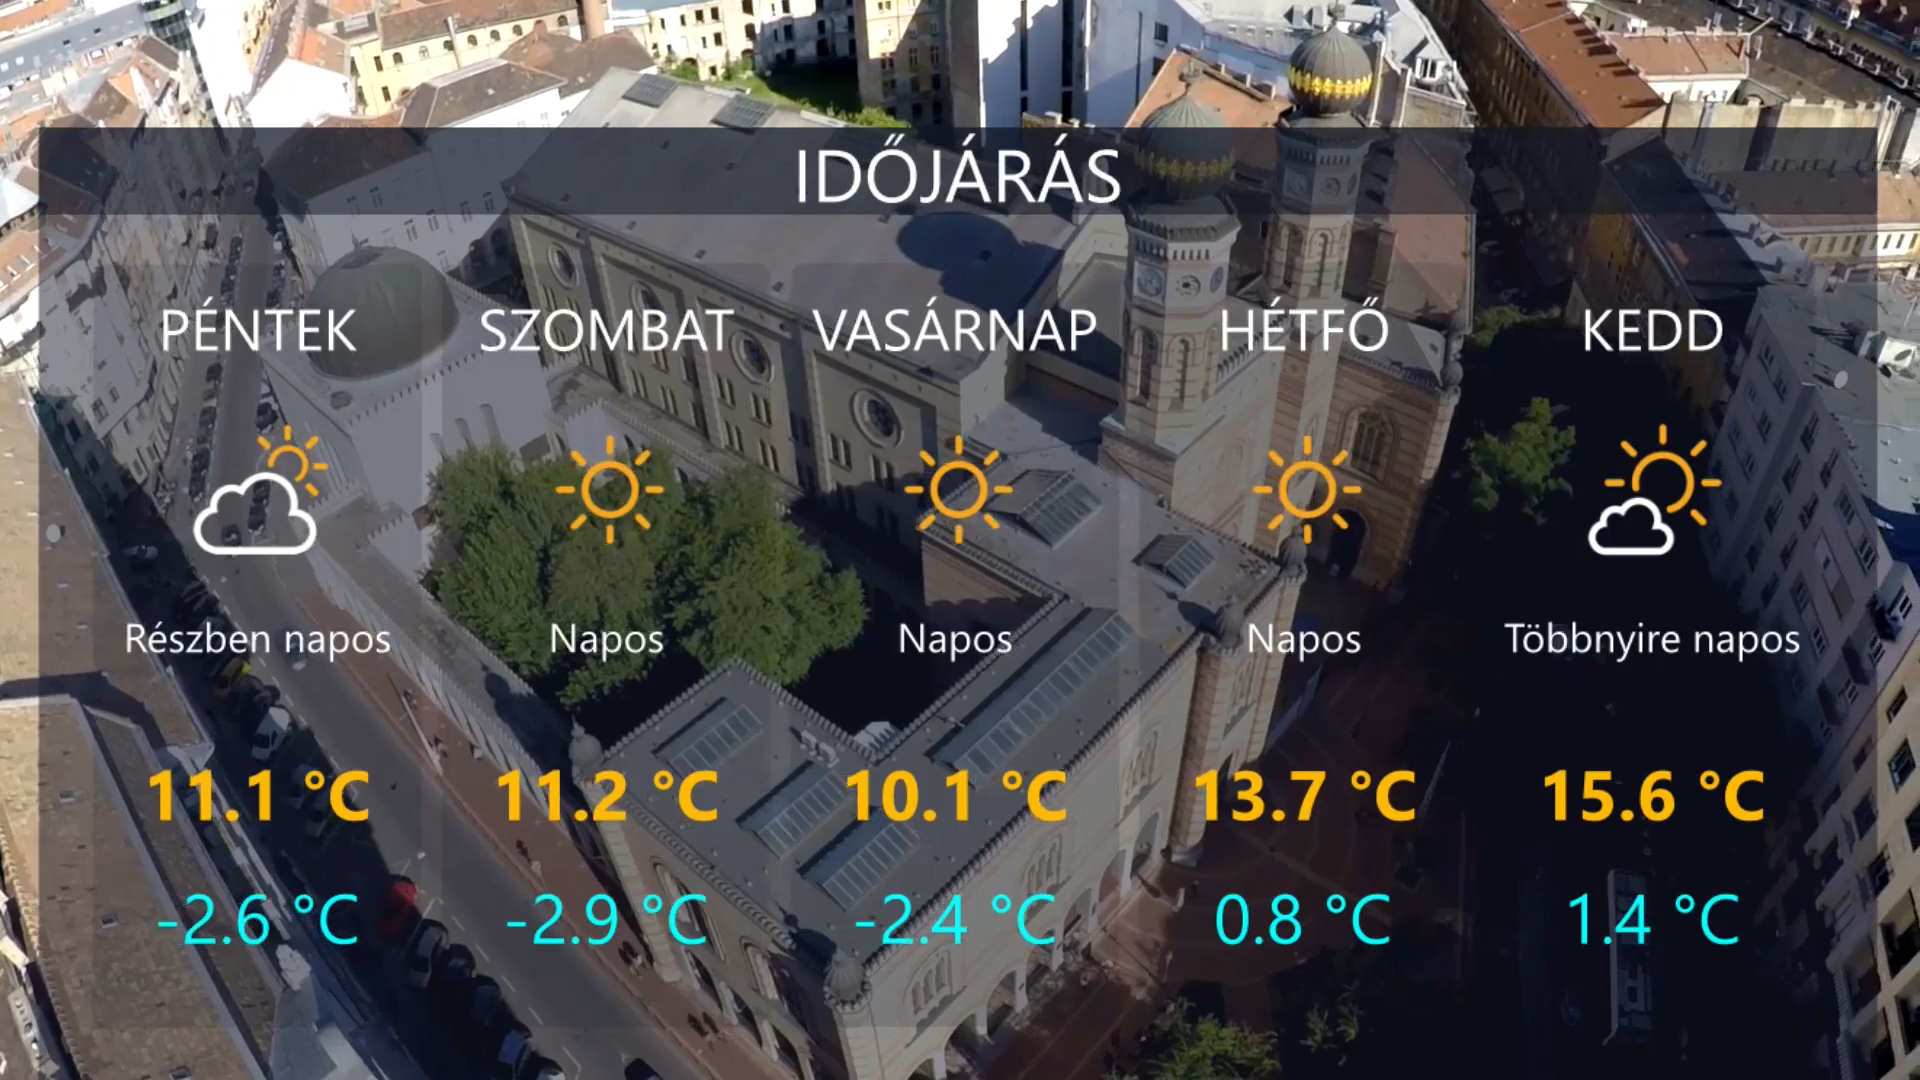 IDŐJÁRÁS
PÉNTEK
SZOMBAT
VASÁRNAP
HÉTFŐ
KEDD
Részben napos
Napos
Napos
Napos
Többnyire napos
11.1 °C
11.2 °C
10.1 °C
13.7 °C
15.6 °C
-2.6 °C
-2.9 °C
-2.4 °C
0.8 °C
1.4 °C